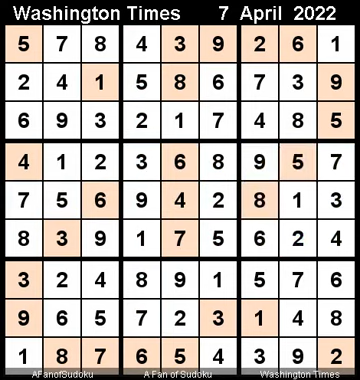 Washington Times 7 April 2022
5 7 8 4 3 9 2 6 1
2 4 1 5 8 6 7 3 9
6 9 3 2 1 7 4 8 5
4 1 2 3 6 8 9 5 7
7 5 6 9 4 2 8 1 3
8 3 9 1 7 5 6 2 4
3 2 4 8 9 1 5 7 6
9 6 5 7 2 3 1 4 8
1 8 7 6 5 4 3 9 2
AFanofSudoku A Fan of Sudoku Washington Times